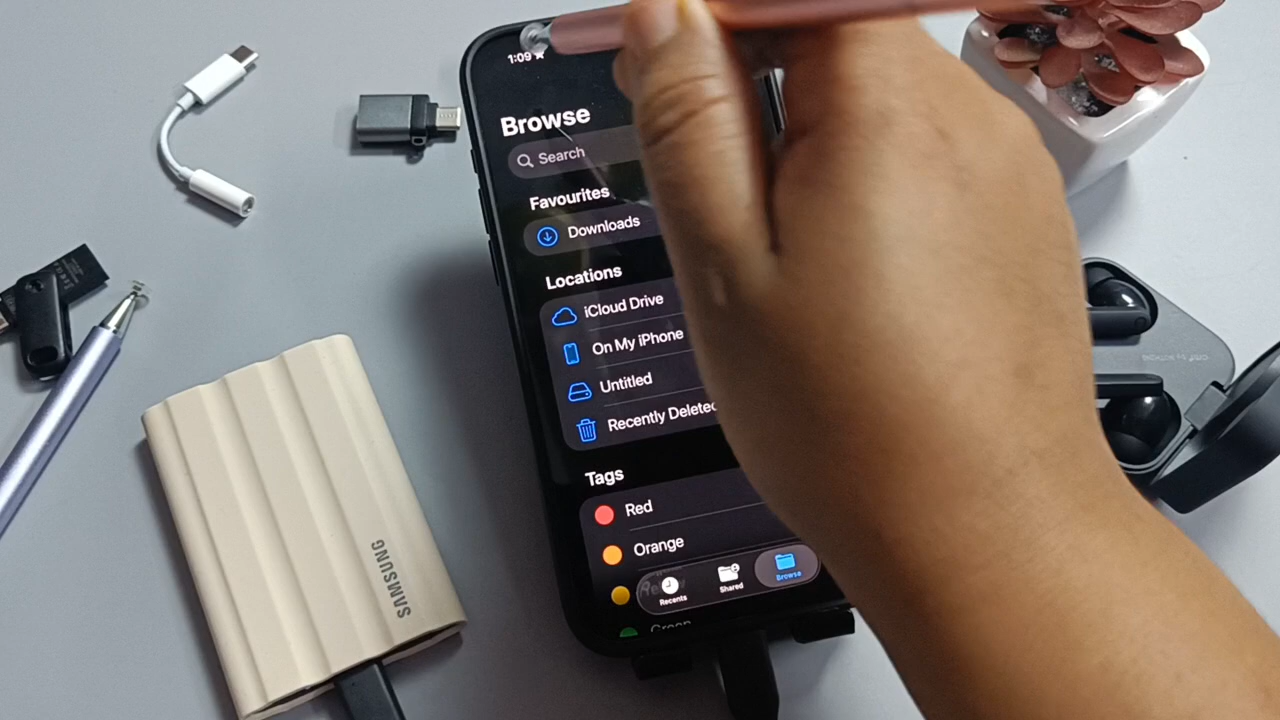 1:09
Browse
Search
Favourites
Downloads
Locations
iCloud Drive
On My iPhone
Untitled
Recently Deleted
Tags
Red
Orange
Green
Recents
Shared
Browse
SAMSUNG